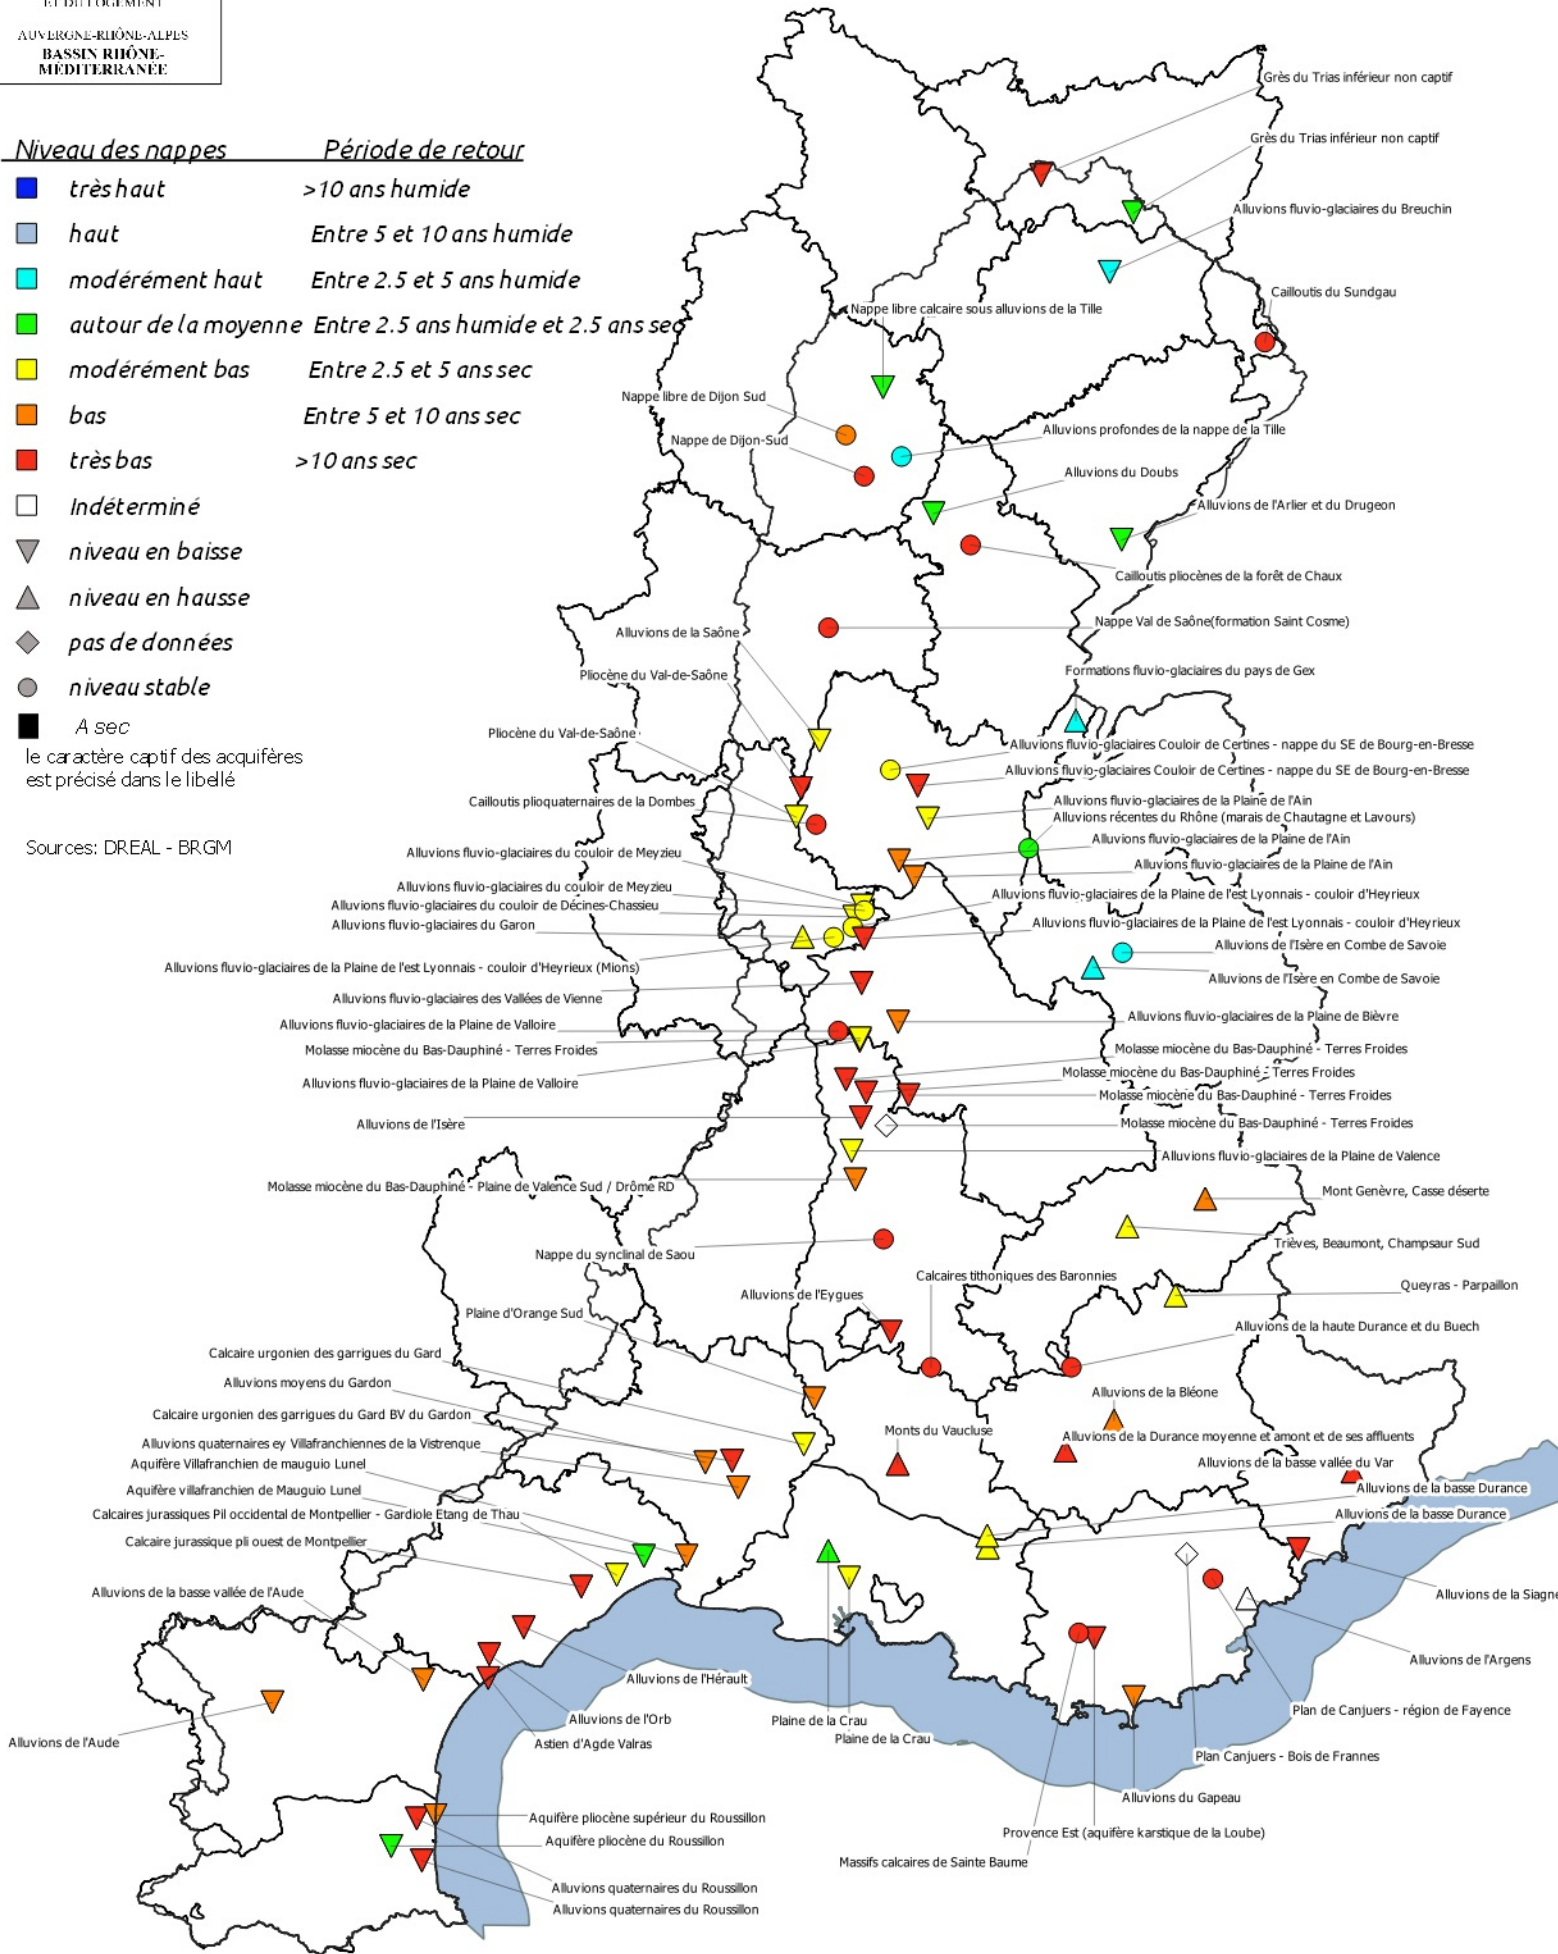 ET DU LOGEMENT
AUVERGNE-RHÔNE-ALPES
BASSIN RHÔNE-
MÉDITERRANÉE
Niveau des nappes Période de retour
très haut >10 ans humide
haut Entre 5 et 10 ans humide
modérément haut Entre 2.5 et 5 ans humide
autour de la moyenne Entre 2.5 ans humide et 2.5 ans sec
modérément bas Entre 2.5 et 5 ans sec
bas Entre 5 et 10 ans sec
très bas >10 ans sec
Indéterminé
niveau en baisse
niveau en hausse
pas de données
niveau stable
A sec
le caractère captif des acquifères
est précisé dans le libellé
Sources: DREAL - BRGM
Grès du Trias inférieur non captif
Grès du Trias inférieur non captif
Alluvions fluvio-glaciaires du Breuchin
Cailloutis du Sundgau
Nappe libre calcaire sous alluvions de la Tille
Nappe libre de Dijon Sud
Alluvions profondes de la nappe de la Tille
Nappe de Dijon-Sud
Alluvions du Doubs
Alluvions de l'Arlier et du Drugeon
Cailloutis pliocènes de la forêt de Chaux
Nappe Val de Saône(formation Saint Cosme)
Alluvions de la Saône
Formations fluvio-glaciaires du pays de Gex
Pliocène du Val-de-Saône
Pliocène du Val-de-Saône
Alluvions fluvio-glaciaires Couloir de Certines - nappe du SE de Bourg-en-Bresse
Alluvions fluvio-glaciaires Couloir de Certines - nappe du SE de Bourg-en-Bresse
Cailloutis plioquaternaires de la Dombes
Alluvions fluvio-glaciaires de la Plaine de l'Ain
Alluvions récentes du Rhône (marais de Chautagne et Lavours)
Alluvions fluvio-glaciaires de la Plaine de l'Ain
Alluvions fluvio-glaciaires du couloir de Meyzieu
Alluvions fluvio-glaciaires de la Plaine de l'Ain
Alluvions fluvio-glaciaires du couloir de Meyzieu
Alluvions fluvio-glaciaires de la Plaine de l'est Lyonnais - couloir d'Heyrieux
Alluvions fluvio-glaciaires du couloir de Décines-Chassieu
Alluvions fluvio-glaciaires du Garon
Alluvions fluvio-glaciaires de la Plaine de l'est Lyonnais - couloir d'Heyrieux
Alluvions de l'Isère en Combe de Savoie
Alluvions fluvio-glaciaires de la Plaine de l'est Lyonnais - couloir d'Heyrieux (Mions)
Alluvions de l'Isère en Combe de Savoie
Alluvions fluvio-glaciaires des Vallées de Vienne
Alluvions fluvio-glaciaires de la Plaine de Bièvre
Alluvions fluvio-glaciaires de la Plaine de Valloire
Molasse miocène du Bas-Dauphiné - Terres Froides
Molasse miocène du Bas-Dauphiné - Terres Froides
Molasse miocène du Bas-Dauphiné - Terres Froides
Alluvions fluvio-glaciaires de la Plaine de Valloire
Molasse miocène du Bas-Dauphiné - Terres Froides
Alluvions de l'Isère
Molasse miocène du Bas-Dauphiné - Terres Froides
Alluvions fluvio-glaciaires de la Plaine de Valence
Molasse miocène du Bas-Dauphiné - Plaine de Valence Sud / Drôme RD
Mont Genèvre, Casse déserte
Trièves, Beaumont, Champsaur Sud
Nappe du synclinal de Saou
Calcaires tithoniques des Baronnies
Queyras - Parpaillon
Alluvions de l'Eygues
Plaine d'Orange Sud
Alluvions de la haute Durance et du Buech
Calcaire urgonien des garrigues du Gard
Alluvions moyens du Gardon
Alluvions de la Bléone
Calcaire urgonien des garrigues du Gard BV du Gardon
Monts du Vaucluse
Alluvions de la Durance moyenne et amont et de ses affluents
Alluvions quaternaires ey Villafranchiennes de la Vistrenque
Alluvions de la basse vallée du Var
Aquifère Villafranchien de mauguio Lunel
Aquifère villafranchien de Mauguio Lunel
Alluvions de la basse Durance
Calcaires jurassiques Pil occidental de Montpellier - Gardiole Etang de Thau
Alluvions de la basse Durance
Calcaire jurassique pli ouest de Montpellier
Alluvions de la basse vallée de l'Aude
Alluvions de la Siagne
Alluvions de l'Argens
Alluvions de l'Hérault
Plan de Canjuers - région de Fayence
Alluvions de l'Orb
Plaine de la Crau
Plaine de la Crau
Alluvions de l'Aude
Astien d'Agde Valras
Plan Canjuers - Bois de Frannes
Alluvions du Gapeau
Aquifère pliocène supérieur du Roussillon
Provence Est (aquifère karstique de la Loube)
Aquifère pliocène du Roussillon
Massifs calcaires de Sainte Baume
Alluvions quaternaires du Roussillon
Alluvions quaternaires du Roussillon